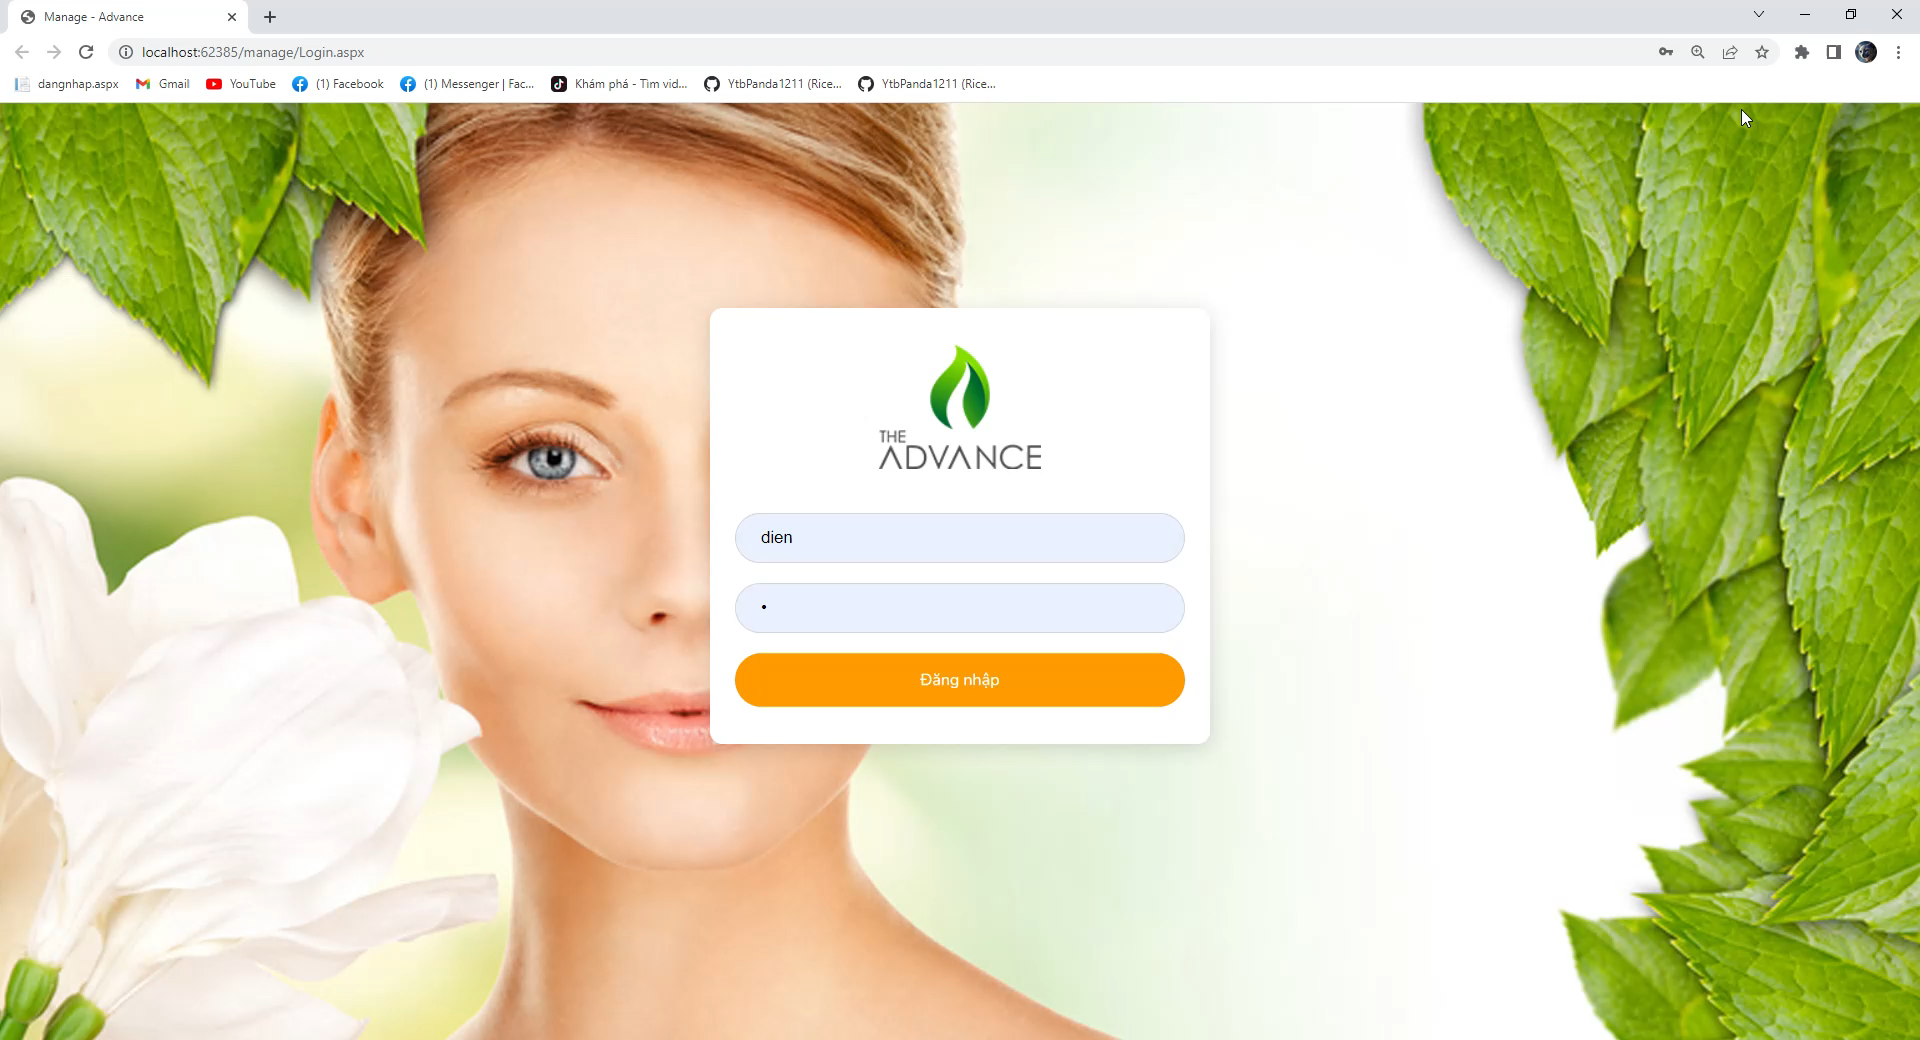 Manage - Advance
localhost:62385/manage/Login.aspx
dangnhap.aspx
Gmail
YouTube
(1) Facebook
(1) Messenger | Fac...
Khám phá - Tìm vid...
YtbPanda1211 (Rice...
YtbPanda1211 (Rice...
THE
ADVANCE
dien
•
Đăng nhập